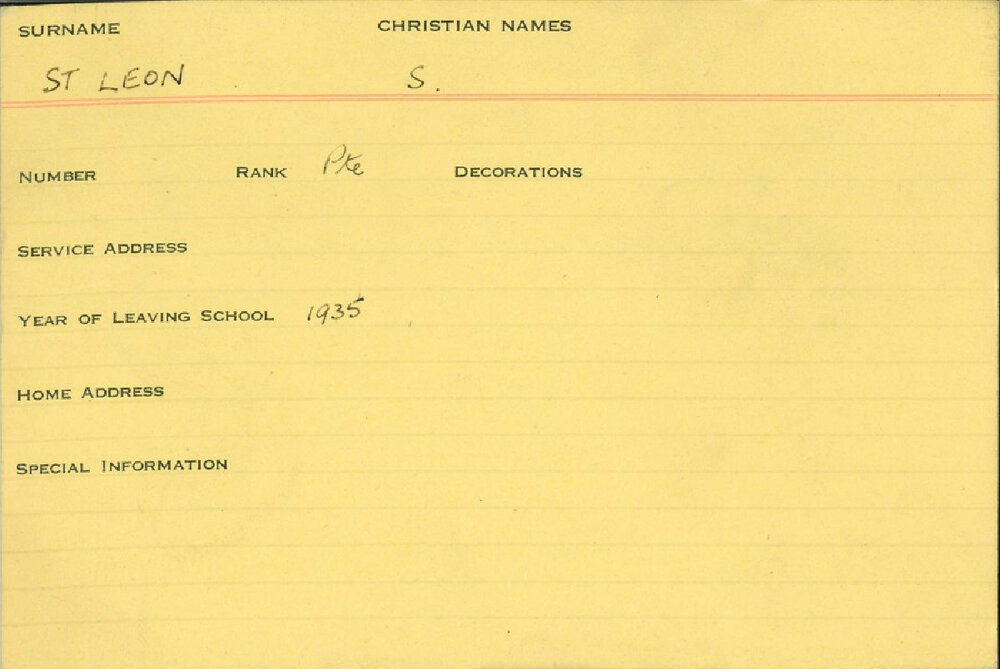 SURNAME CHRISTIAN NAMES
ST LEON S.
NUMBER RANK Pte DECORATIONS
SERVICE ADDRESS
YEAR OF LEAVING SCHOOL 1935
HOME ADDRESS
SPECIAL INFORMATION